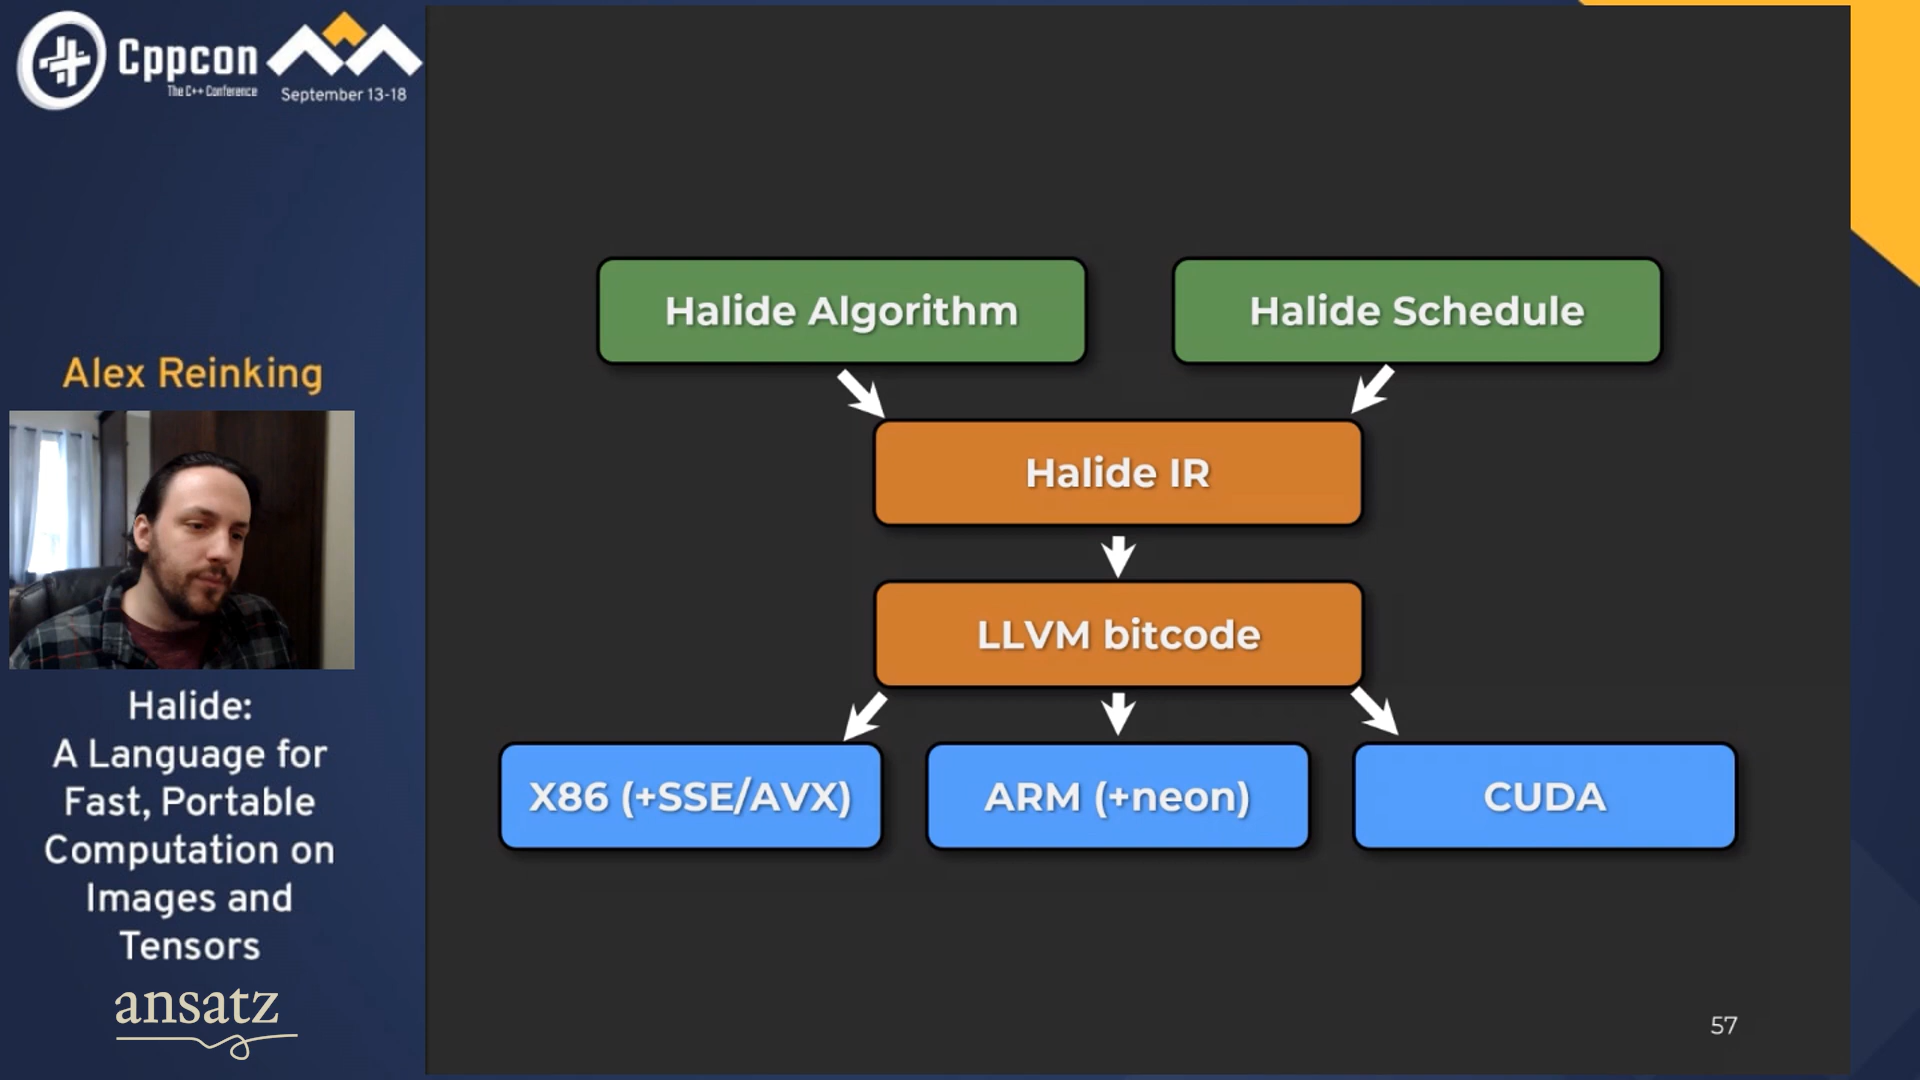 Cppcon
The C++ Conference
September 13-18
Alex Reinking
Halide:
A Language for
Fast, Portable
Computation on
Images and
Tensors
ansatz
Halide Algorithm
Halide Schedule
Halide IR
LLVM bitcode
X86 (+SSE/AVX)
ARM (+neon)
CUDA
57